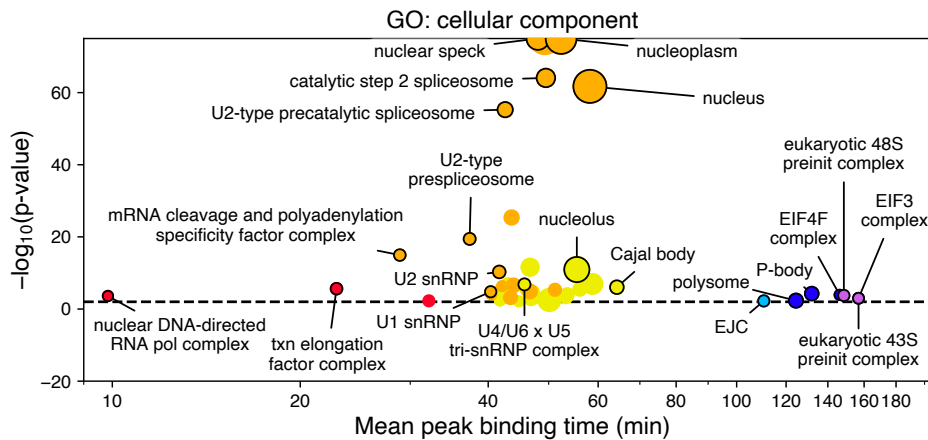 GO: cellular component
nuclear speck
nucleoplasm
catalytic step 2 spliceosome
nucleus
U2-type precatalytic spliceosome
eukaryotic 48S
preinit complex
U2-type
prespliceosome
EIF3
complex
mRNA cleavage and polyadenylation
specificity factor complex
nucleolus
EIF4F
complex
Cajal body
U2 snRNP
polysome
P-body
nuclear DNA-directed
RNA pol complex
txn elongation
factor complex
U1 snRNP
U4/U6 x U5
tri-snRNP complex
EJC
eukaryotic 43S
preinit complex
−log10(p-value)
60
40
20
0
−20
10
20
40
60
80
100
120
140
160
180
Mean peak binding time (min)